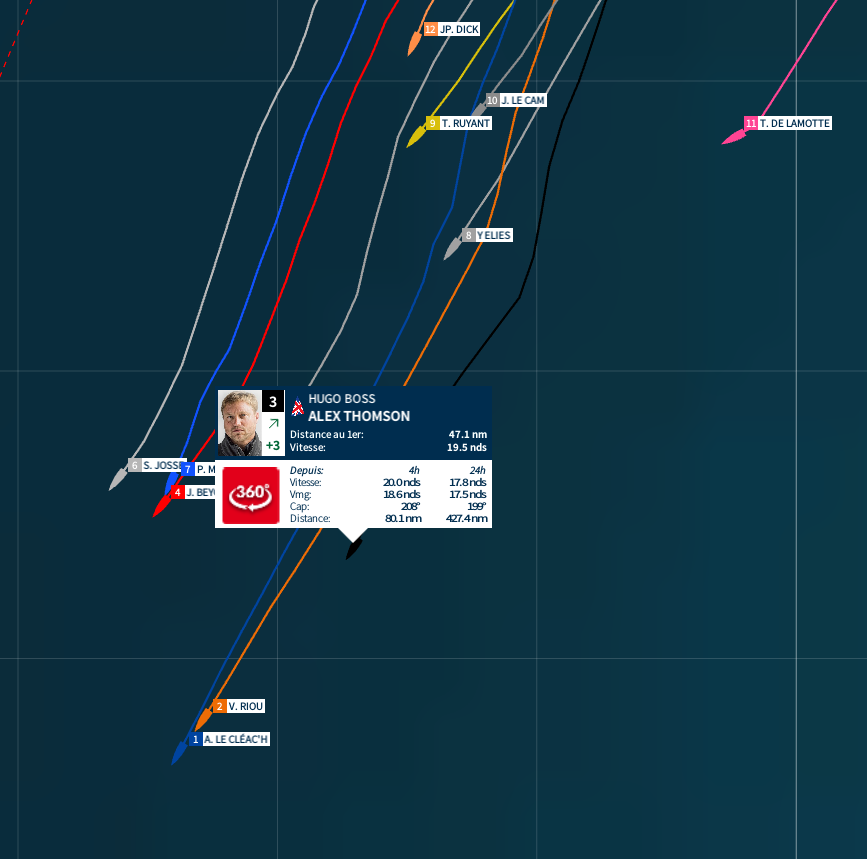 12 JP. DICK
10 J. LE CAM
9 T. RUYANT
11 T. DE LAMOTTE
8 Y ELIES
3 HUGO BOSS
ALEX THOMSON
+3
Distance au 1er: 47.1 nm
Vitesse: 19.5 nds
6 S. JOSSE
7 P. M
4 J. BEY
360°
Depuis: 4h 24h
Vitesse: 20.0 nds 17.8 nds
Vmg: 18.6 nds 17.5 nds
Cap: 208° 199°
Distance: 80.1 nm 427.4 nm
2 V. RIOU
1 A. LE CLÉAC'H